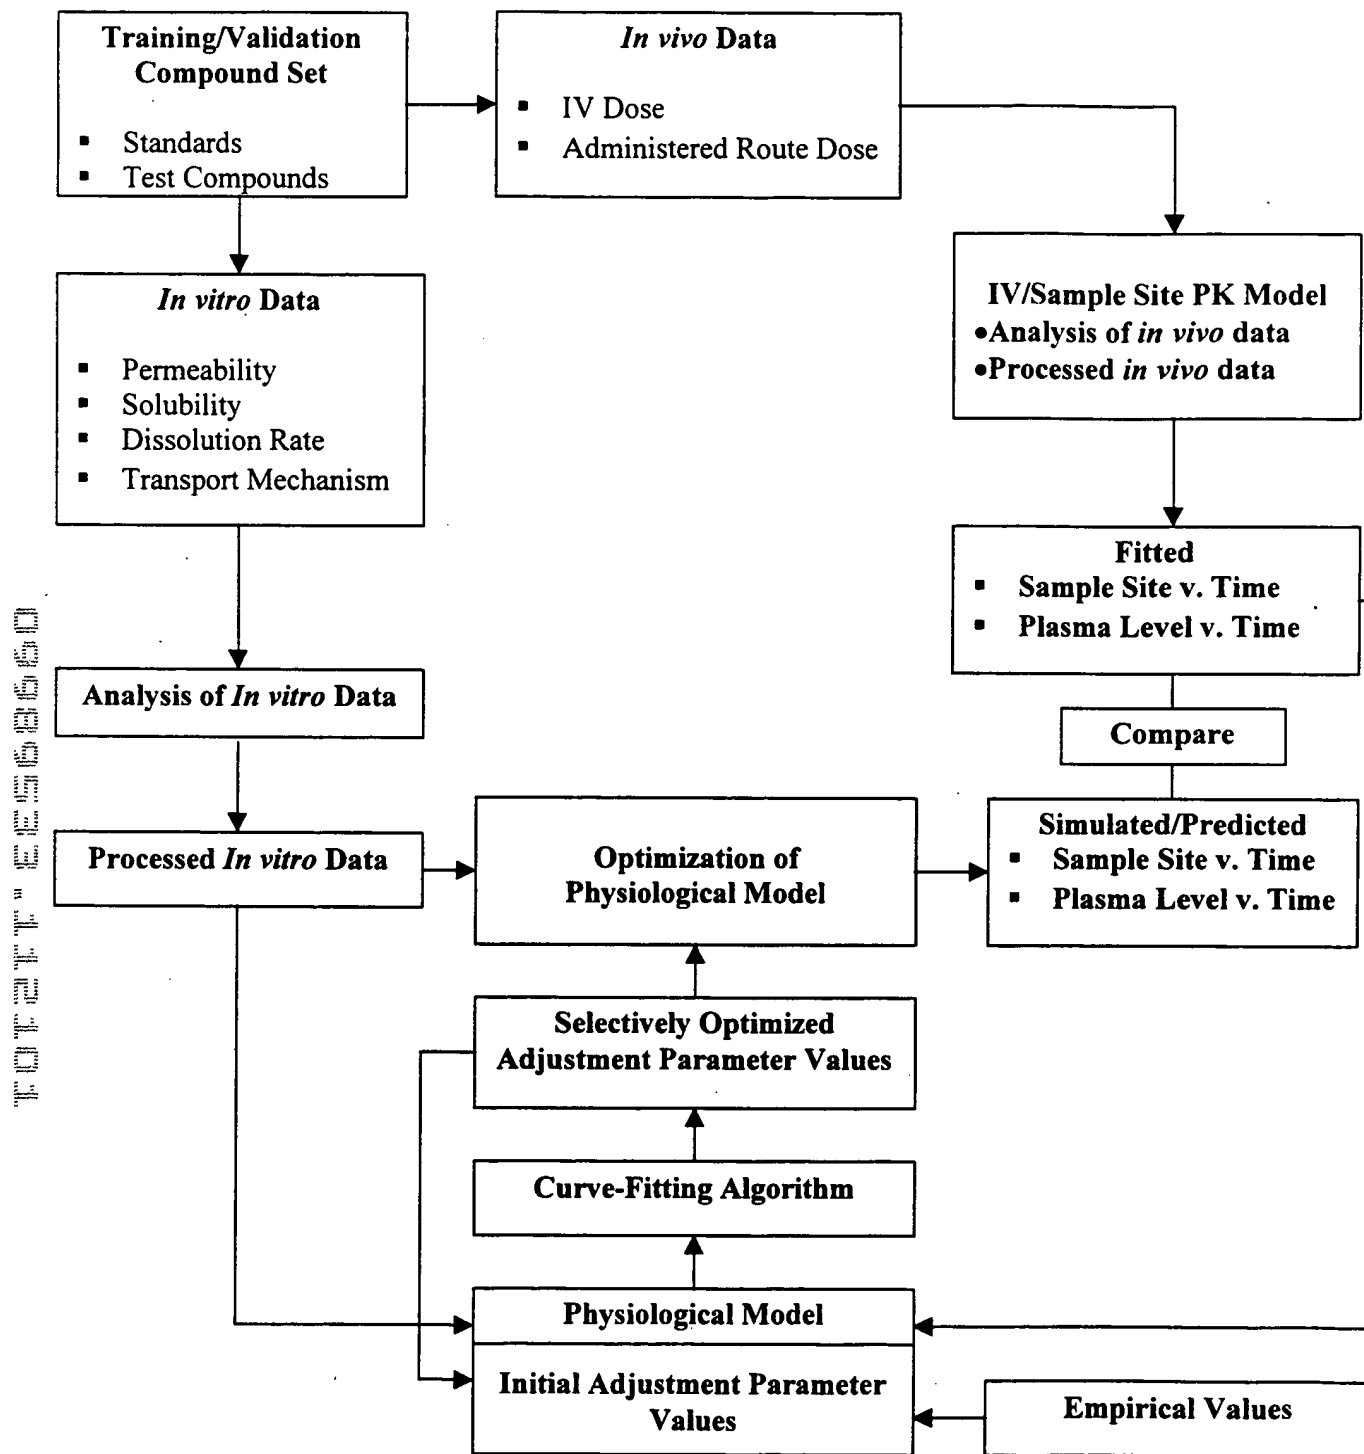 Training/Validation
Compound Set
▪ Standards
▪ Test Compounds
In vivo Data
▪ IV Dose
▪ Administered Route Dose
In vitro Data
▪ Permeability
▪ Solubility
▪ Dissolution Rate
▪ Transport Mechanism
IV/Sample Site PK Model
•Analysis of in vivo data
•Processed in vivo data
Fitted
▪ Sample Site v. Time
▪ Plasma Level v. Time
Analysis of In vitro Data
Compare
Processed In vitro Data
Optimization of
Physiological Model
Simulated/Predicted
▪ Sample Site v. Time
▪ Plasma Level v. Time
Selectively Optimized
Adjustment Parameter Values
Curve-Fitting Algorithm
Physiological Model
Initial Adjustment Parameter
Values
Empirical Values